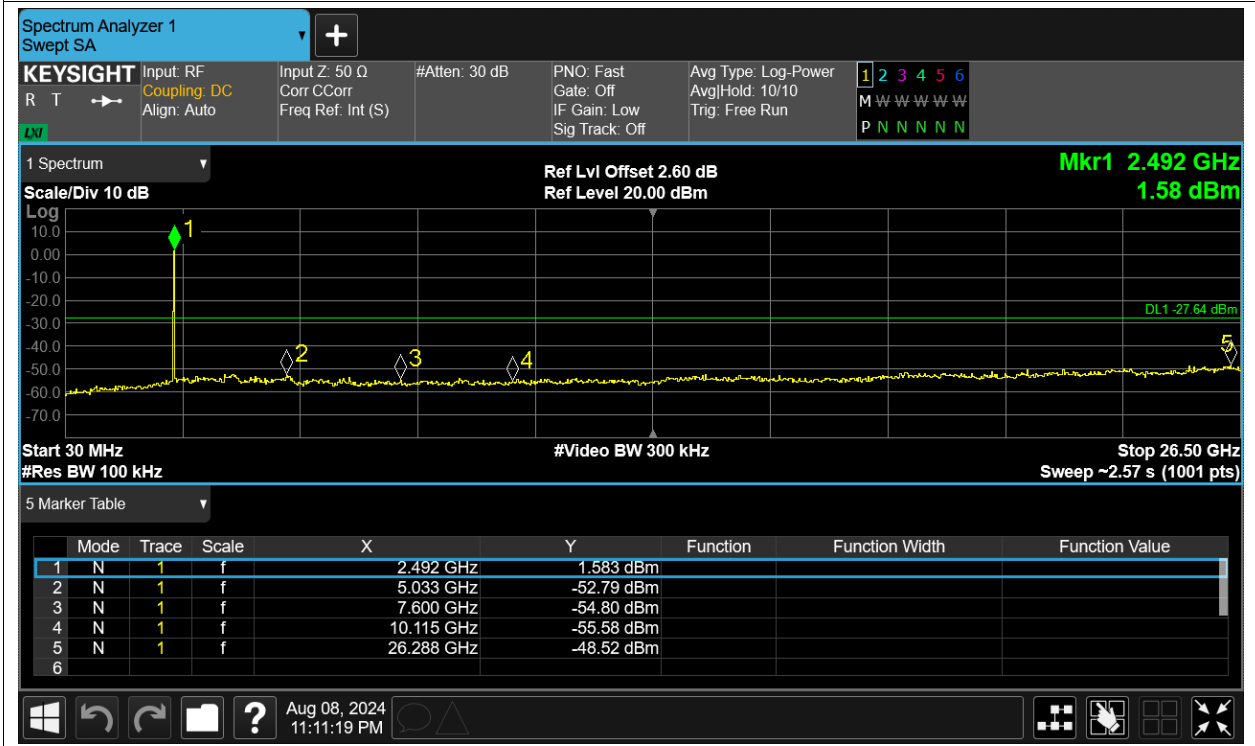 Spectrum Analyzer 1
Swept SA
+
KEYSIGHT
R T
LXI
Input: RF
Coupling: DC
Align: Auto
Input Z: 50 Ω
Corr CCorr
Freq Ref: Int (S)
#Atten: 30 dB
PNO: Fast
Gate: Off
IF Gain: Low
Sig Track: Off
Avg Type: Log-Power
Avg|Hold: 10/10
Trig: Free Run
1 2 3 4 5 6
M W W W W W
P N N N N N
1 Spectrum
Scale/Div 10 dB
Ref Lvl Offset 2.60 dB
Ref Level 20.00 dBm
Mkr1 2.492 GHz
1.58 dBm
Log
10.0
0.00
-10.0
-20.0
-30.0
-40.0
-50.0
-60.0
-70.0
1
2
3
4
5
DL1 -27.64 dBm
Start 30 MHz
#Res BW 100 kHz
#Video BW 300 kHz
Stop 26.50 GHz
Sweep ~2.57 s (1001 pts)
5 Marker Table
Mode Trace Scale X Y Function Function Width Function Value
1 N 1 f 2.492 GHz 1.583 dBm
2 N 1 f 5.033 GHz -52.79 dBm
3 N 1 f 7.600 GHz -54.80 dBm
4 N 1 f 10.115 GHz -55.58 dBm
5 N 1 f 26.288 GHz -48.52 dBm
6
?
Aug 08, 2024
11:11:19 PM